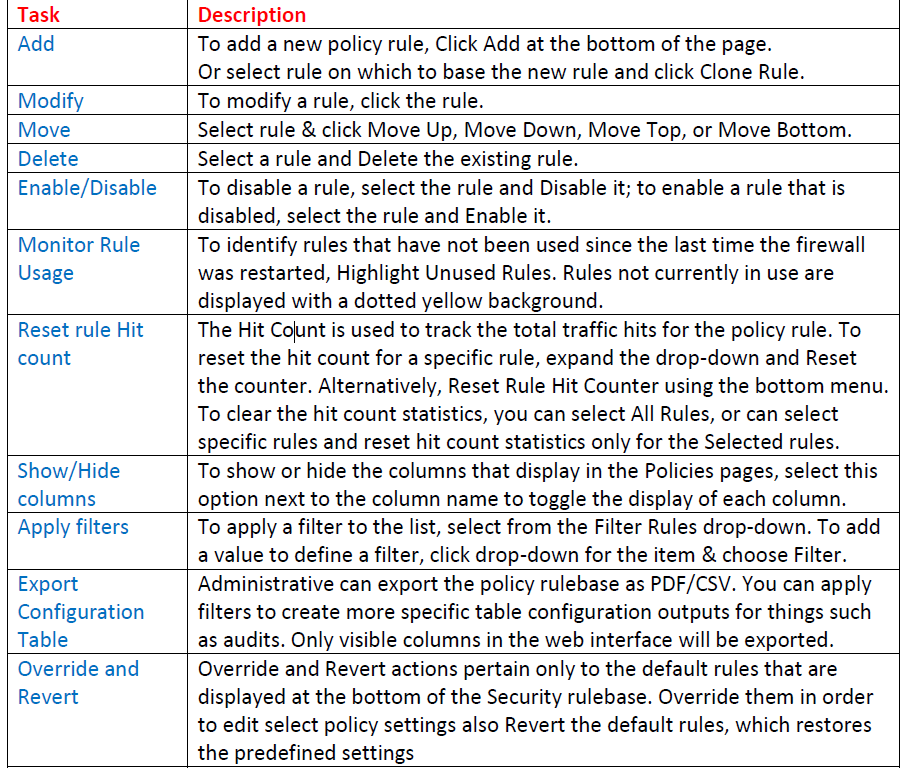 Task Description
Add To add a new policy rule, Click Add at the bottom of the page.
Or select rule on which to base the new rule and click Clone Rule.
Modify To modify a rule, click the rule.
Move Select rule & click Move Up, Move Down, Move Top, or Move Bottom.
Delete Select a rule and Delete the existing rule.
Enable/Disable To disable a rule, select the rule and Disable it; to enable a rule that is
disabled, select the rule and Enable it.
Monitor Rule To identify rules that have not been used since the last time the firewall
Usage was restarted, Highlight Unused Rules. Rules not currently in use are
displayed with a dotted yellow background.
Reset rule Hit The Hit Count is used to track the total traffic hits for the policy rule. To
count reset the hit count for a specific rule, expand the drop-down and Reset
the counter. Alternatively, Reset Rule Hit Counter using the bottom menu.
To clear the hit count statistics, you can select All Rules, or can select
specific rules and reset hit count statistics only for the Selected rules.
Show/Hide To show or hide the columns that display in the Policies pages, select this
columns option next to the column name to toggle the display of each column.
Apply filters To apply a filter to the list, select from the Filter Rules drop-down. To add
a value to define a filter, click drop-down for the item & choose Filter.
Export Administrative can export the policy rulebase as PDF/CSV. You can apply
Configuration filters to create more specific table configuration outputs for things such
Table as audits. Only visible columns in the web interface will be exported.
Override and Override and Revert actions pertain only to the default rules that are
Revert displayed at the bottom of the Security rulebase. Override them in order
to edit select policy settings also Revert the default rules, which restores
the predefined settings